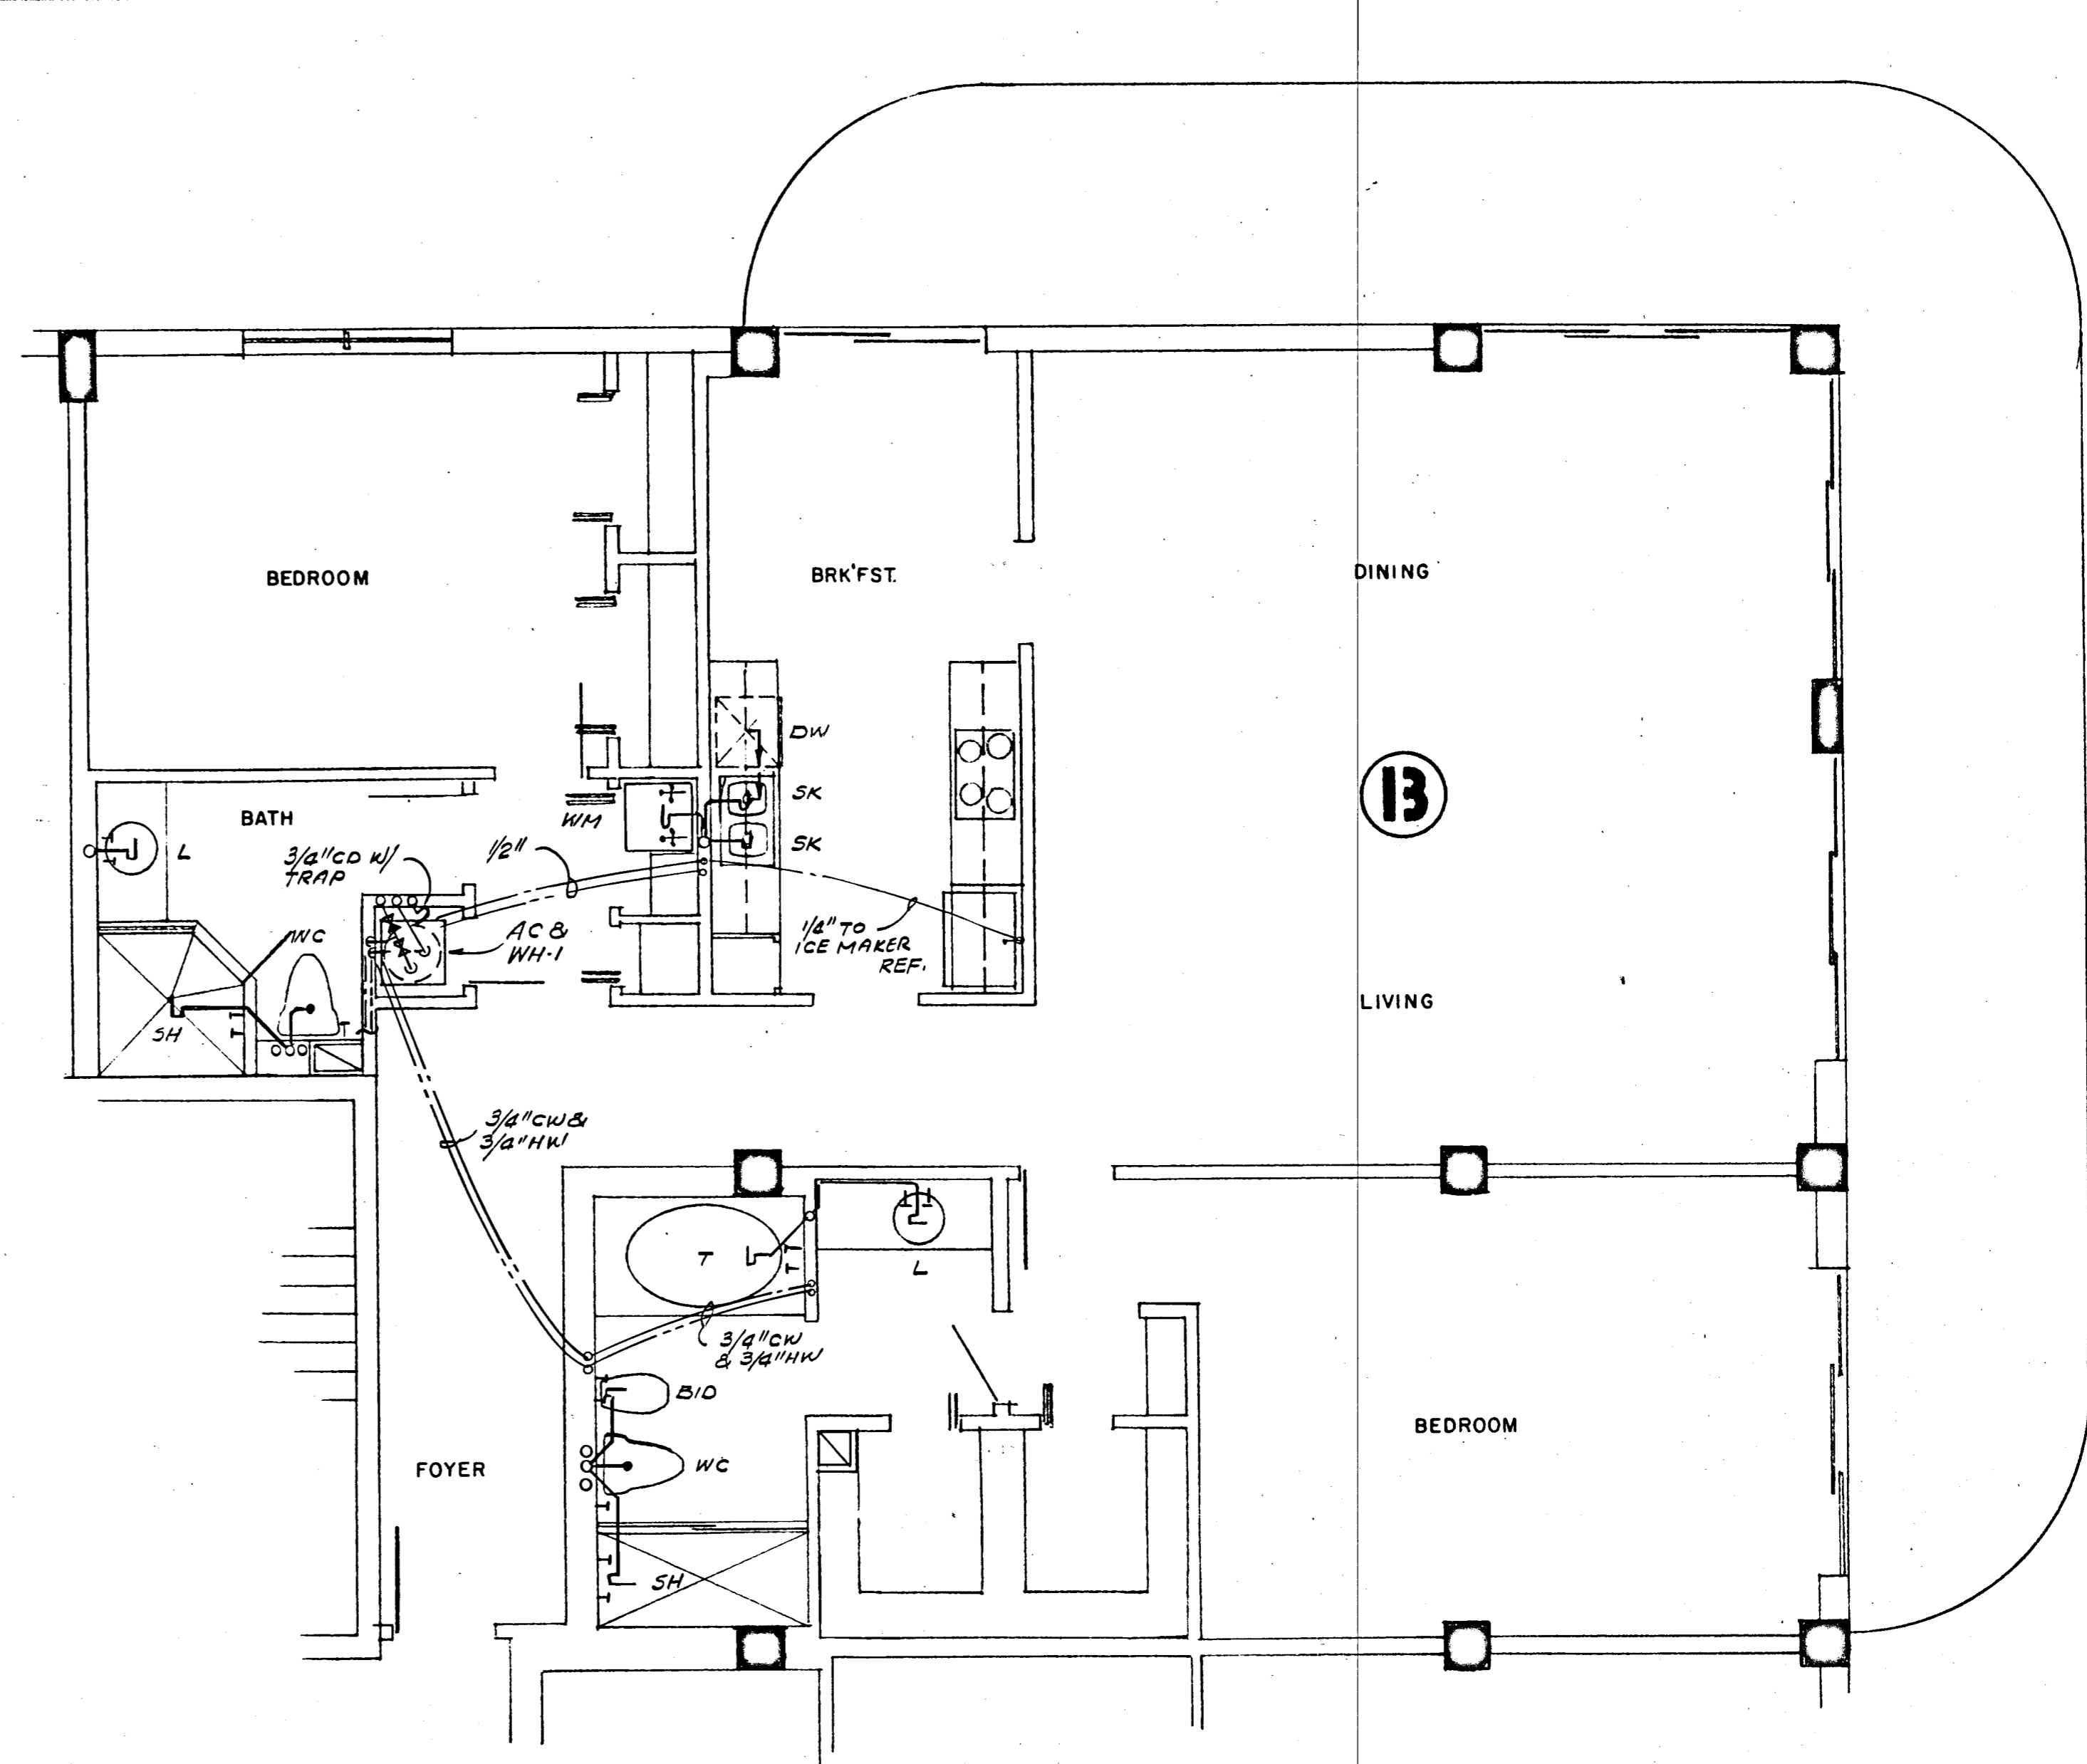 BEDROOM
BRK'FST.
DINING
DW
SK
WM
SK
13
BATH
L
3/4"CD W/
TRAP
1/2"
WC
AC &
WH-1
1/4" TO
ICE MAKER
REF.
SH
LIVING
3/4"CW &
3/4"HW
T
L
3/4"CW
& 3/4"HW
BID
WC
FOYER
SH
BEDROOM